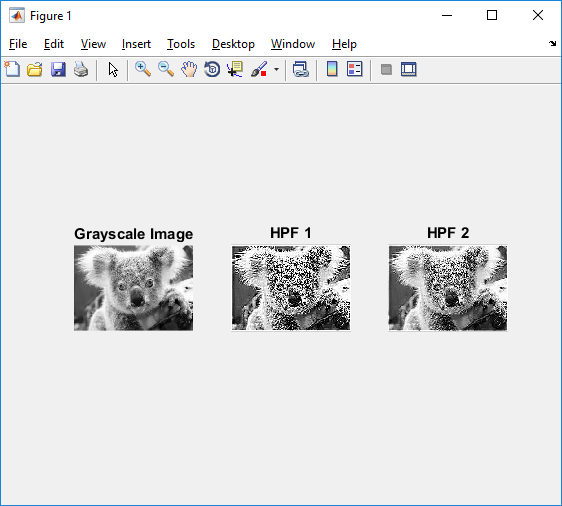 Figure 1
File Edit View Insert Tools Desktop Window Help
Grayscale Image HPF 1 HPF 2